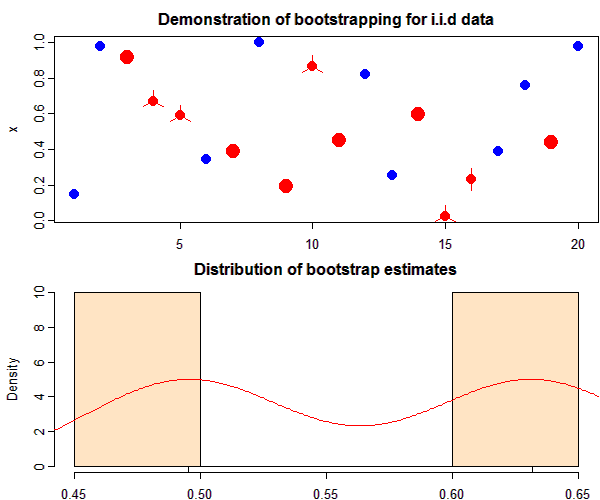 Demonstration of bootstrapping for i.i.d data
1.0
0.8
0.6
0.4
0.2
0.0
x
5 10 15 20
Distribution of bootstrap estimates
10
8
6
4
2
0
Density
0.45 0.50 0.55 0.60 0.65